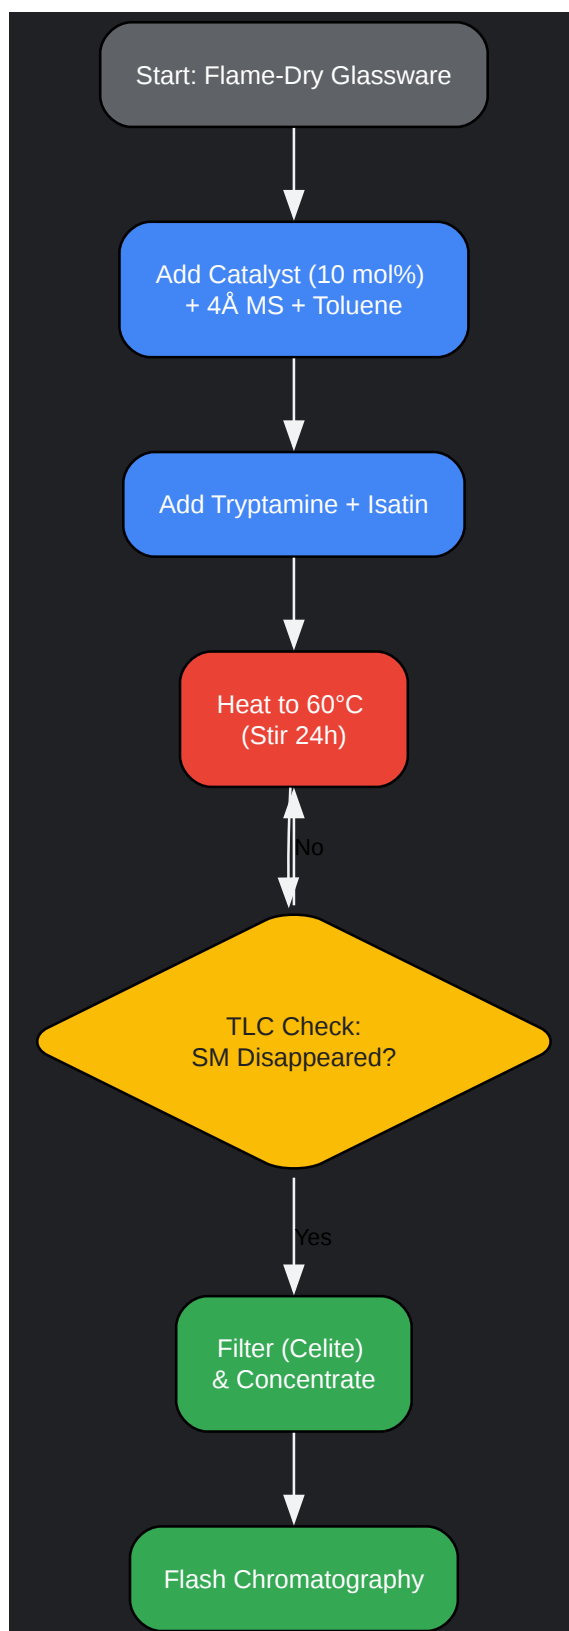 Start: Flame-Dry Glassware
Add Catalyst (10 mol%)
+ 4Å MS + Toluene
Add Tryptamine + Isatin
Heat to 60°C
(Stir 24h)
No
TLC Check:
SM Disappeared?
Yes
Filter (Celite)
& Concentrate
Flash Chromatography